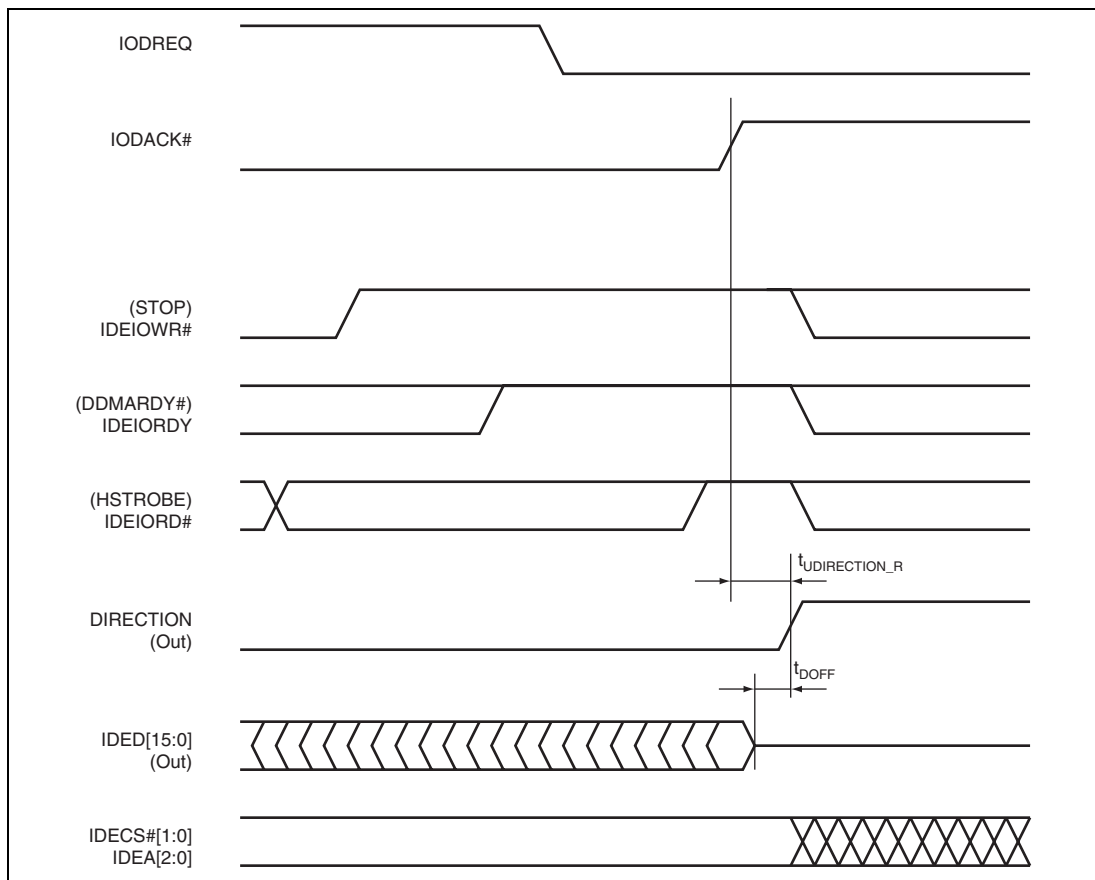 IODREQ
IODACK#
(STOP)
IDEIOWR#
(DDMARDY#)
IDEIORDY
(HSTROBE)
IDEIORD#
tUDIRECTION_R
DIRECTION
(Out)
tDOFF
IDED[15:0]
(Out)
IDECS#[1:0]
IDEA[2:0]